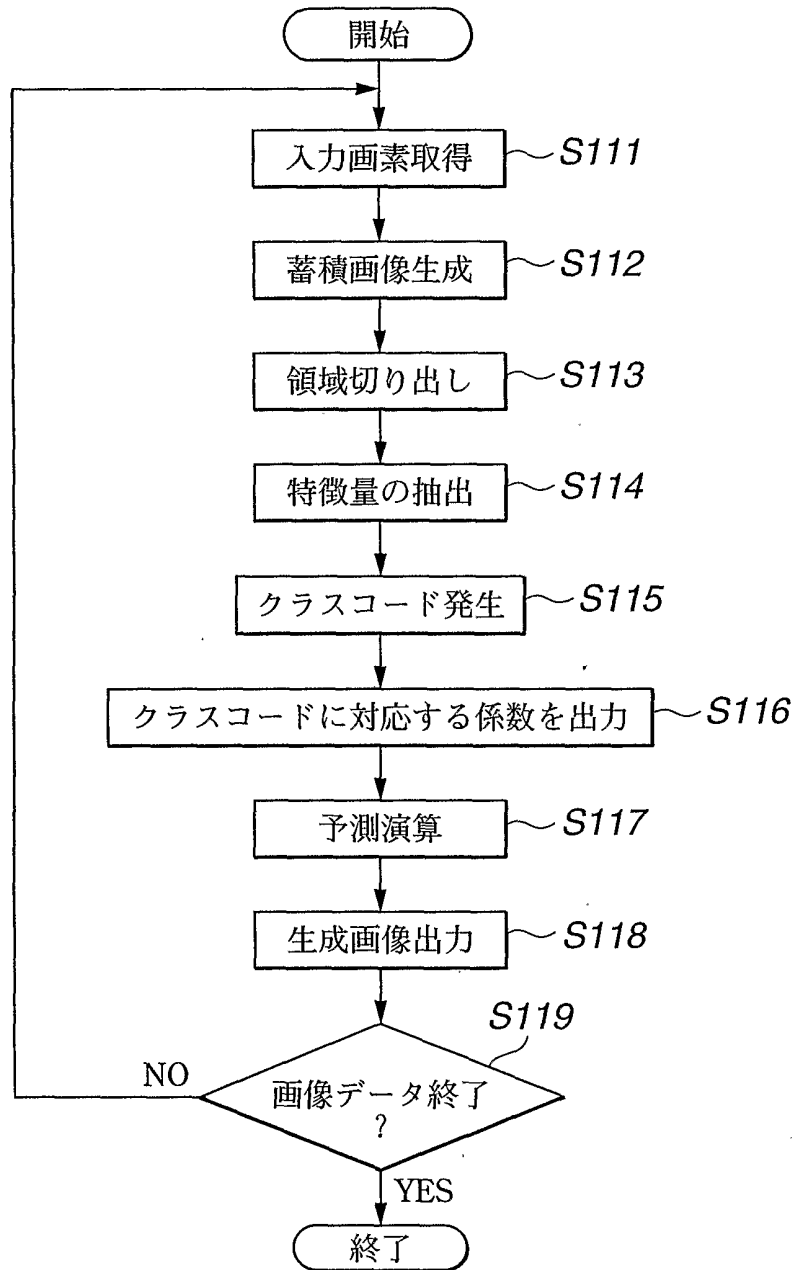 開始
入力画素取得 S111
蓄積画像生成 S112
領域切り出し S113
特徴量の抽出 S114
クラスコード発生 S115
クラスコードに対応する係数を出力 S116
予測演算 S117
生成画像出力 S118
S119
NO
画像データ終了
?
YES
終了